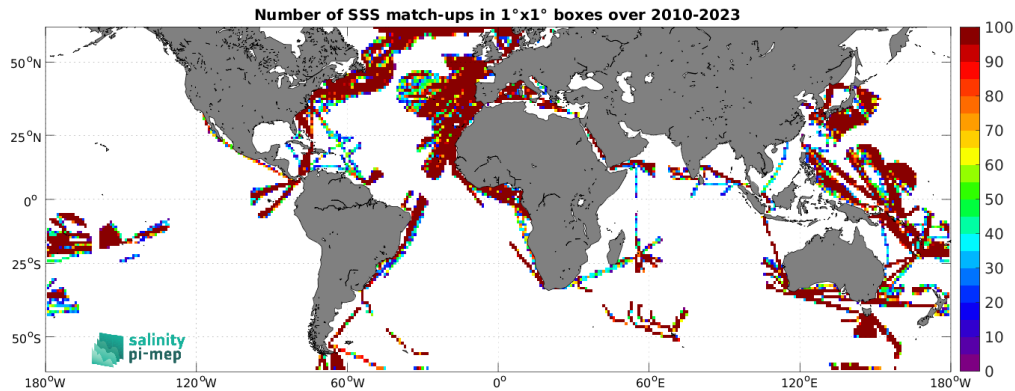 Number of SSS match-ups in 1°x1° boxes over 2010-2023
100
90
80
70
60
50
40
30
20
10
0
50°N
25°N
0°
25°S
50°S
salinity
pi-mep
180°W
120°W
60°W
0°
60°E
120°E
180°W